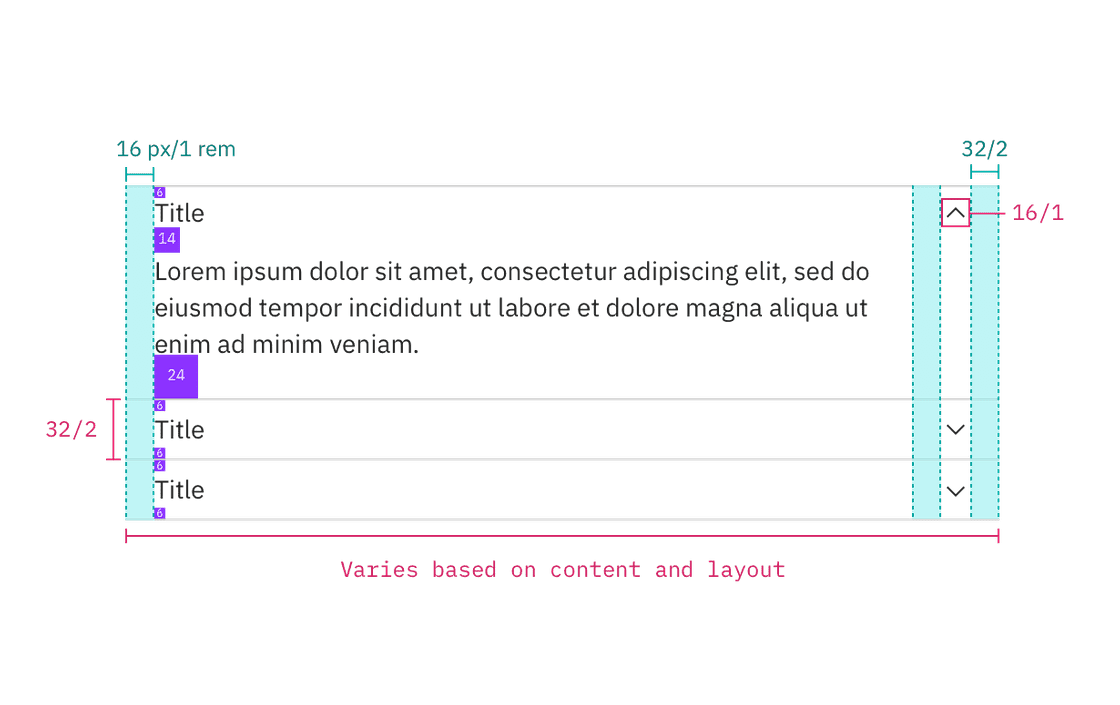 16 px/1 rem
32/2
6
Title
16/1
14
Lorem ipsum dolor sit amet, consectetur adipiscing elit, sed do
eiusmod tempor incididunt ut labore et dolore magna aliqua ut
enim ad minim veniam.
24
6
32/2
Title
6
6
Title
6
Varies based on content and layout